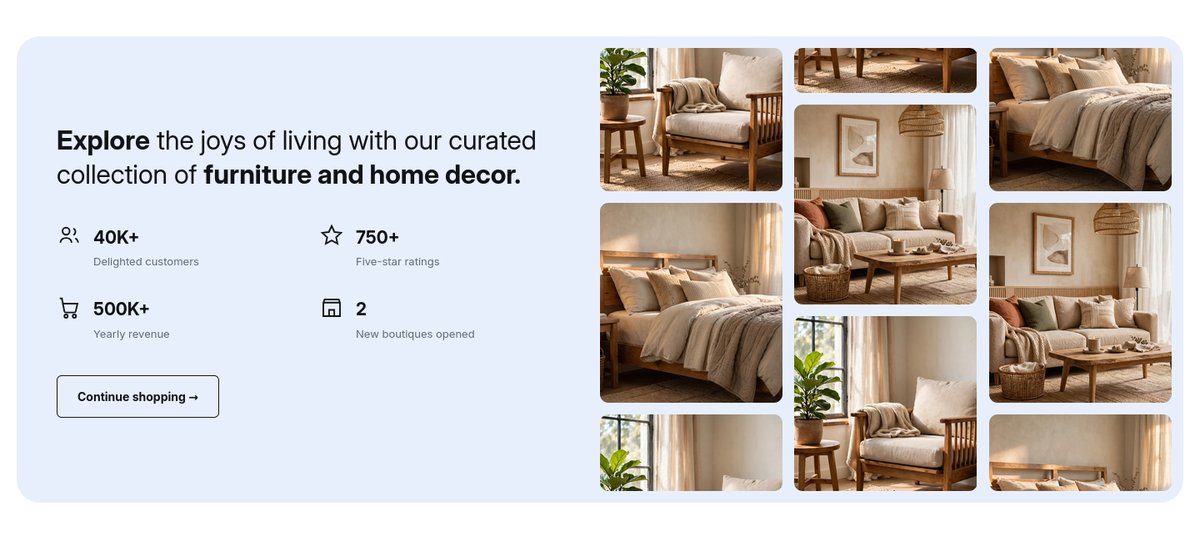 Explore the joys of living with our curated
collection of furniture and home decor.
40K+
Delighted customers
750+
Five-star ratings
500K+
Yearly revenue
2
New boutiques opened
Continue shopping →